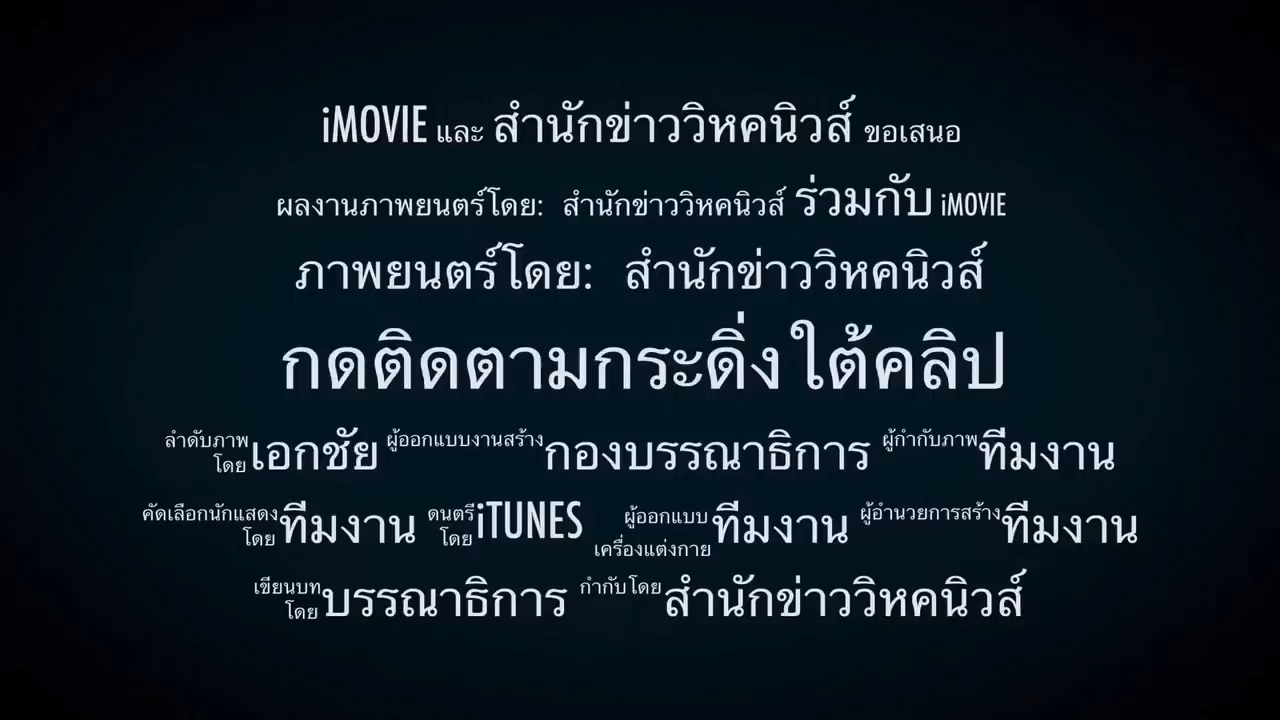 iMOVIE และ สำนักข่าววิหคนิวส์ ขอเสนอ
ผลงานภาพยนตร์โดย: สำนักข่าววิหคนิวส์ ร่วมกับ iMOVIE
ภาพยนตร์โดย: สำนักข่าววิหคนิวส์
กดติดตามกระดิ่ง ใต้คลิป
ลำดับภาพโดย เอกชัย ผู้ออกแบบงานสร้าง กองบรรณาธิการ ผู้กำกับภาพ ทีมงาน
คัดเลือกนักแสดงโดย ทีมงาน ดนตรีโดย iTUNES ผู้ออกแบบเครื่องแต่งกาย ทีมงาน ผู้อำนวยการสร้าง ทีมงาน
เขียนบทโดย บรรณาธิการ กำกับโดย สำนักข่าววิหคนิวส์